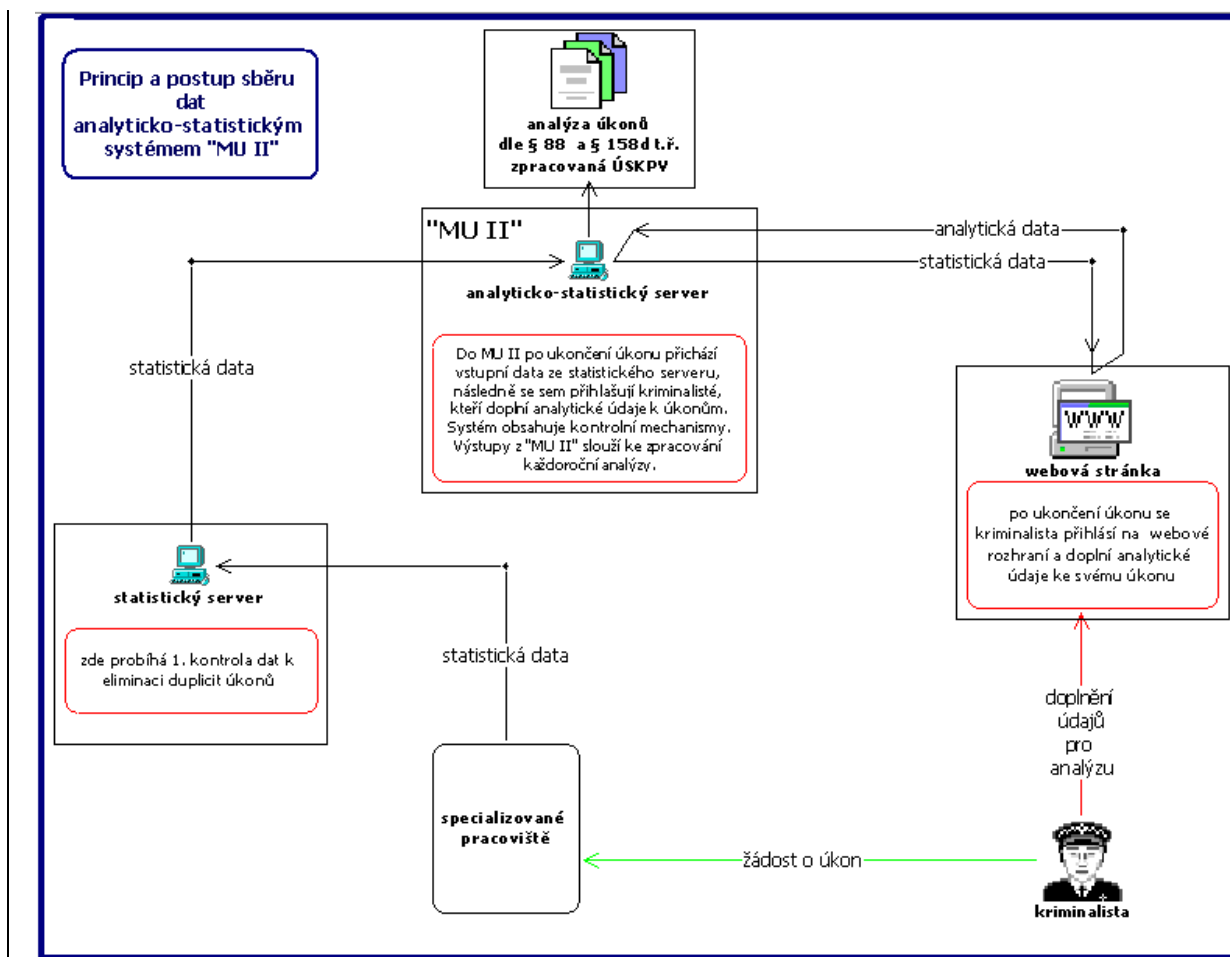 Princip a postup sběru
dat
analyticko-statistickým
systémem "MU II"
analýza úkonů
dle § 88 a § 158d t.ř.
zpracovaná ÚSKPV
"MU II"
analyticko-statistický server
analytická data
statistická data
Do MU II po ukončení úkonu přichází
vstupní data ze statistického serveru,
následně se sem přihlašují kriminalisté,
kteří doplní analytické údaje k úkonům.
Systém obsahuje kontrolní mechanismy.
Výstupy z "MU II" slouží ke zpracování
každoroční analýzy.
statistická data
WWW
webová stránka
po ukončení úkonu se
kriminalista přihlásí na webové
rozhraní a doplní analytické
údaje ke svému úkonu
statistický server
zde probíhá 1. kontrola dat k
eliminaci duplicit úkonů
statistická data
doplnění
údajů
pro
analýzu
specializované
pracoviště
žádost o úkon
kriminalista